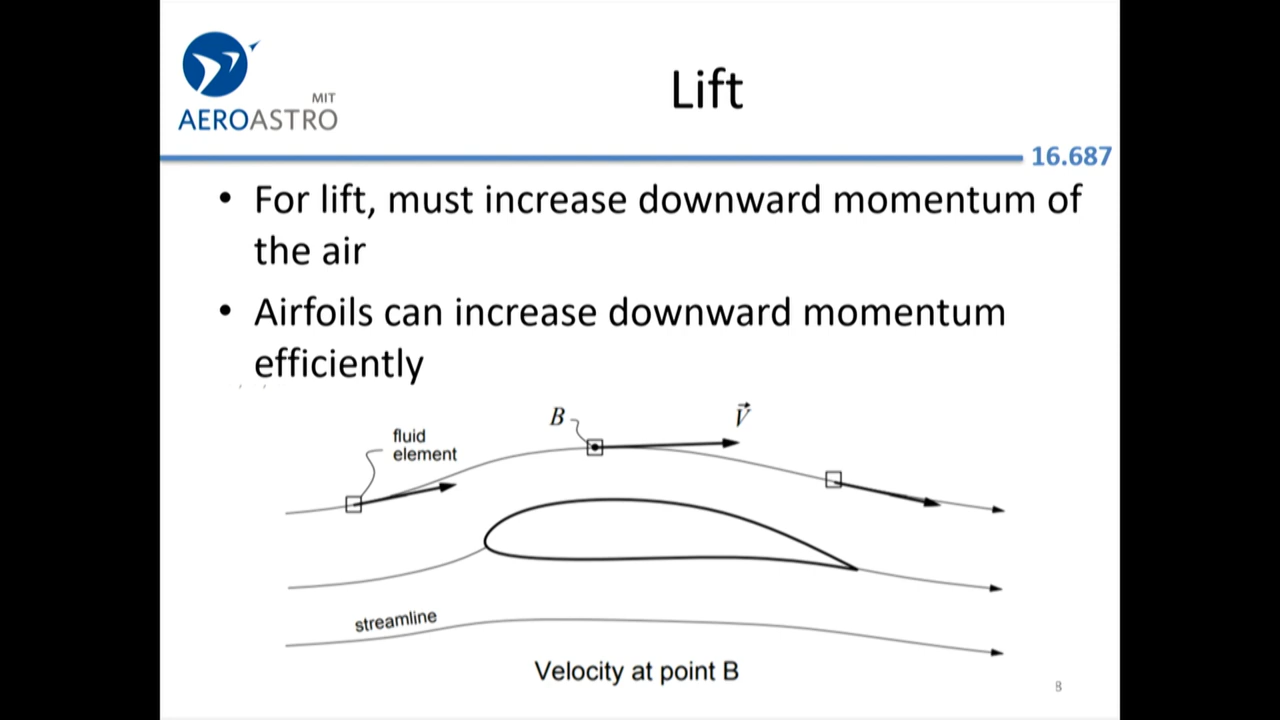 MIT
AEROASTRO
Lift
16.687
• For lift, must increase downward momentum of
the air
• Airfoils can increase downward momentum
efficiently
B
V⃗
fluid
element
streamline
Velocity at point B
8